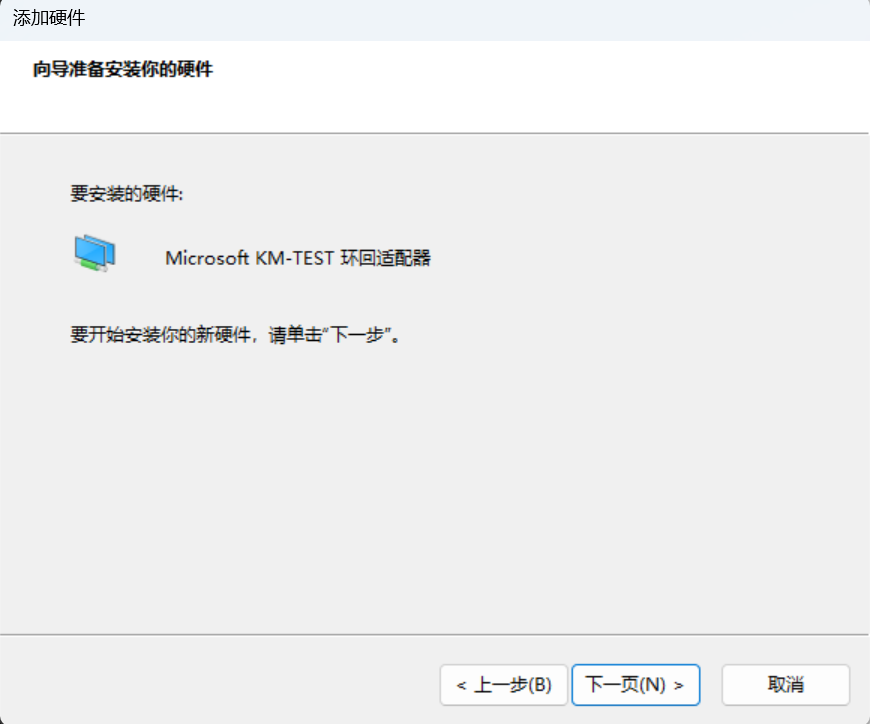 添加硬件
向导准备安装你的硬件
要安装的硬件:
Microsoft KM-TEST 环回适配器
要开始安装你的新硬件，请单击“下一步”。
< 上一步(B) 下一页(N) > 取消